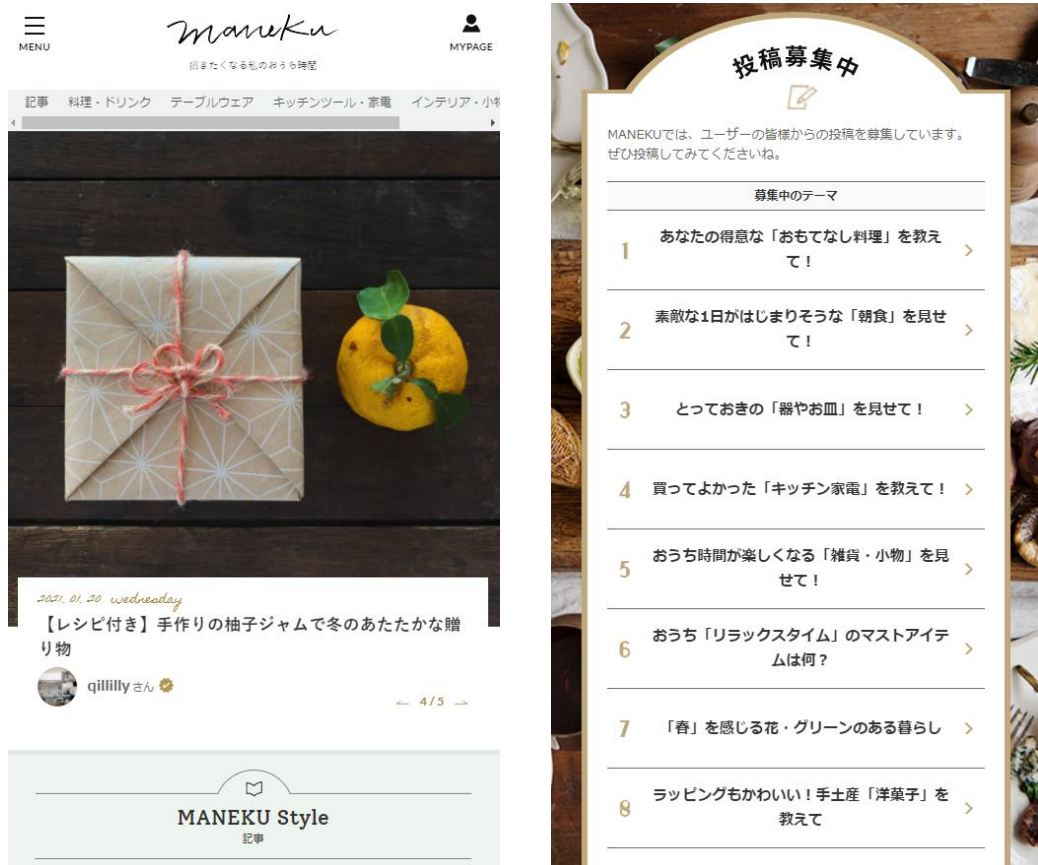 MENU
maneku
招きたくなる私のおうち時間
MYPAGE
記事 料理・ドリンク テーブルウェア キッチンツール・家電 インテリア・小物
2021. 01. 20 wednesday
【レシピ付き】手作りの柚子ジャムで冬のあたたかな贈
り物
qillilly さん
4/5
MANEKU Style
記事
投稿募集中
MANEKUでは、ユーザーの皆様からの投稿を募集しています。
ぜひ投稿してみてくださいね。
募集中のテーマ
1 あなたの得意な「おもてなし料理」を教え
て！
2 素敵な1日がはじまりそうな「朝食」を見せ
て！
3 とっておきの「器やお皿」を見せて！
4 買ってよかった「キッチン家電」を教えて！
5 おうち時間が楽しくなる「雑貨・小物」を見
せて！
6 おうち「リラックスタイム」のマストアイテ
ムは何？
7 「春」を感じる花・グリーンのある暮らし
8 ラッピングもかわいい！手土産「洋菓子」を
教えて